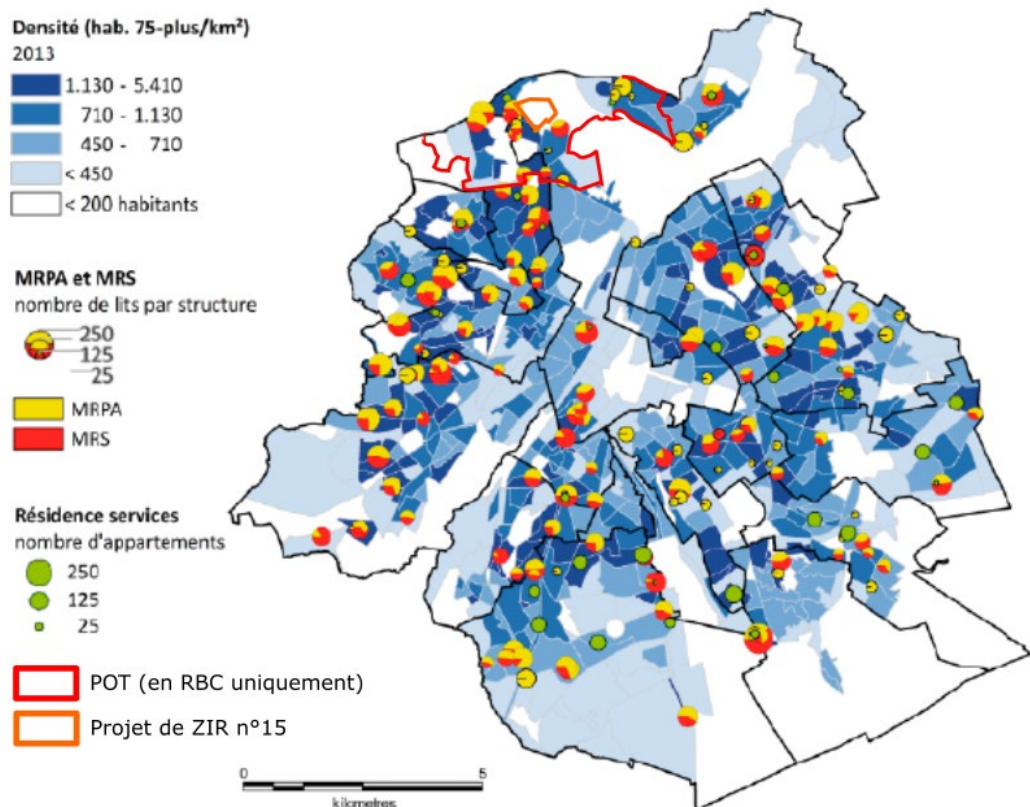 Densité (hab. 75-plus/km²)
2013
1.130 - 5.410
710 - 1.130
450 - 710
< 450
< 200 habitants
MRPA et MRS
nombre de lits par structure
250
125
25
MRPA
MRS
Résidence services
nombre d'appartements
250
125
25
POT (en RBC uniquement)
Projet de ZIR n°15
0 5
kilometres